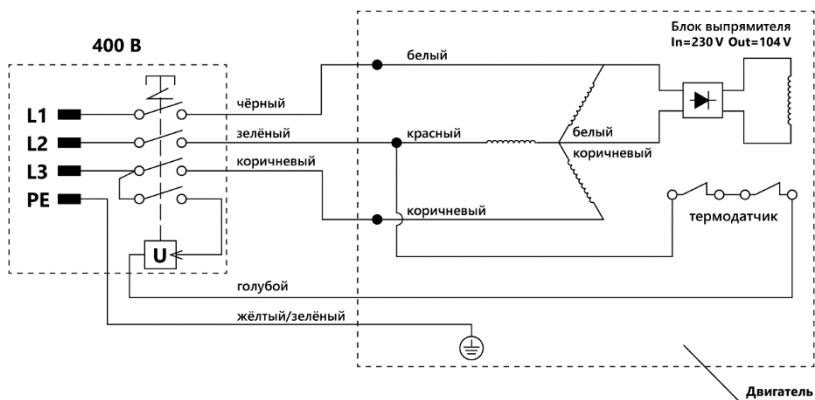 Блок выпрямителя
In=230 V Out=104 V
400 В
белый
L1
чёрный
L2
зелёный
красный
белый
L3
коричневый
коричневый
PE
коричневый
термодатчик
U
голубой
жёлтый/зелёный
Двигатель